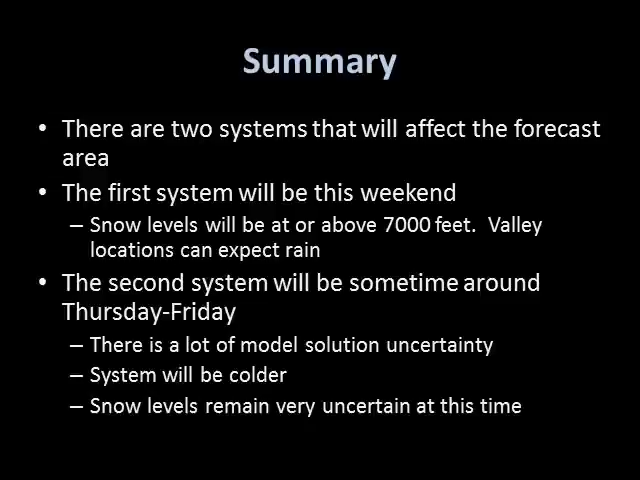 Summary
• There are two systems that will affect the forecast
area
• The first system will be this weekend
– Snow levels will be at or above 7000 feet.  Valley
locations can expect rain
• The second system will be sometime around
Thursday-Friday
– There is a lot of model solution uncertainty
– System will be colder
– Snow levels remain very uncertain at this time